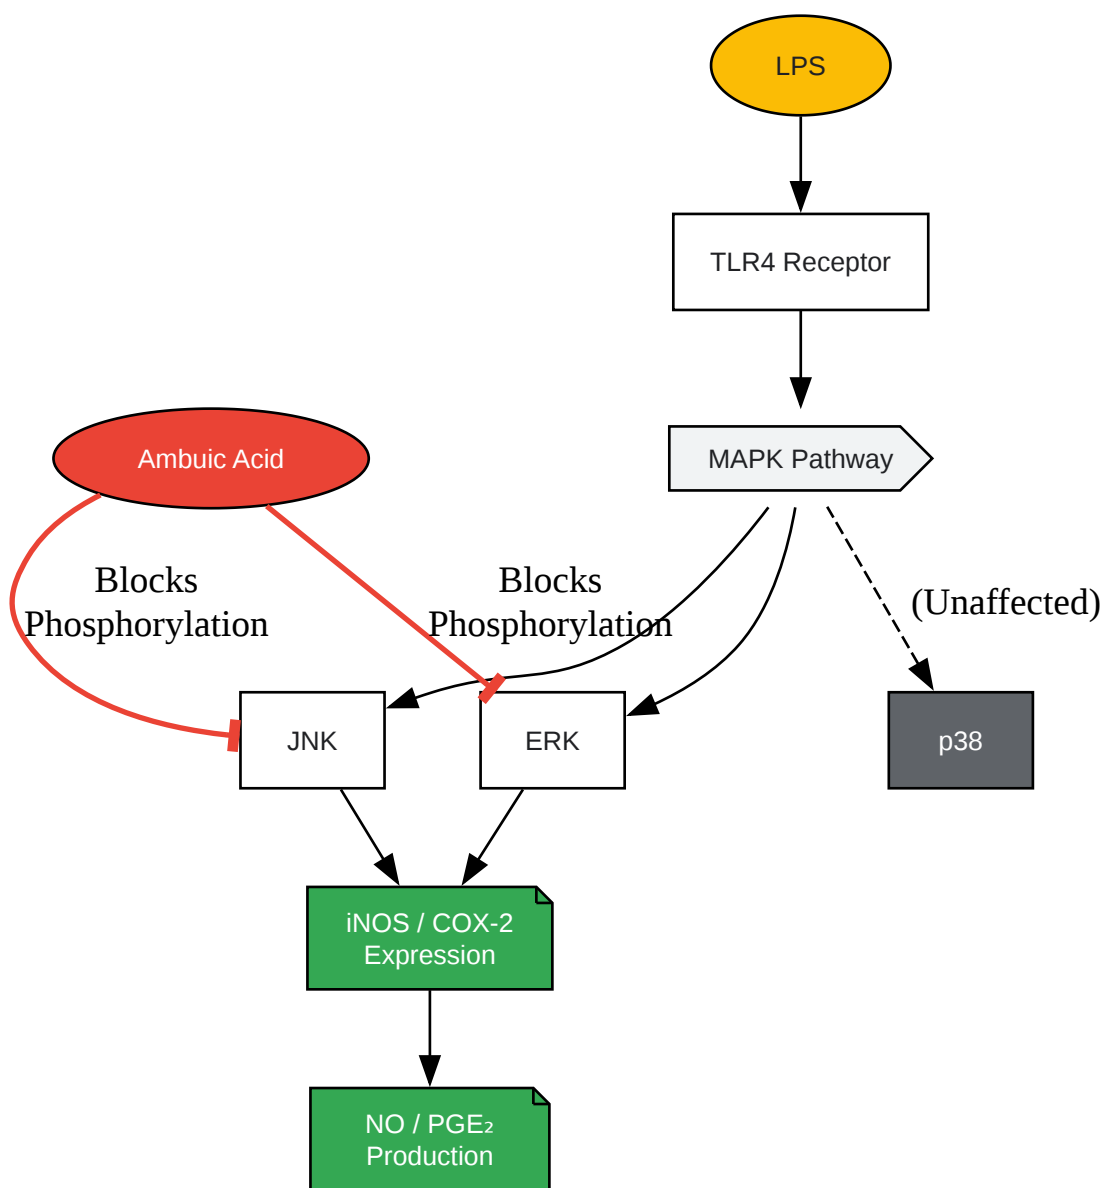 LPS
TLR4 Receptor
Ambuic Acid
MAPK Pathway
Blocks
Phosphorylation
Blocks
Phosphorylation
(Unaffected)
JNK
ERK
p38
iNOS / COX-2
Expression
NO / PGE₂
Production